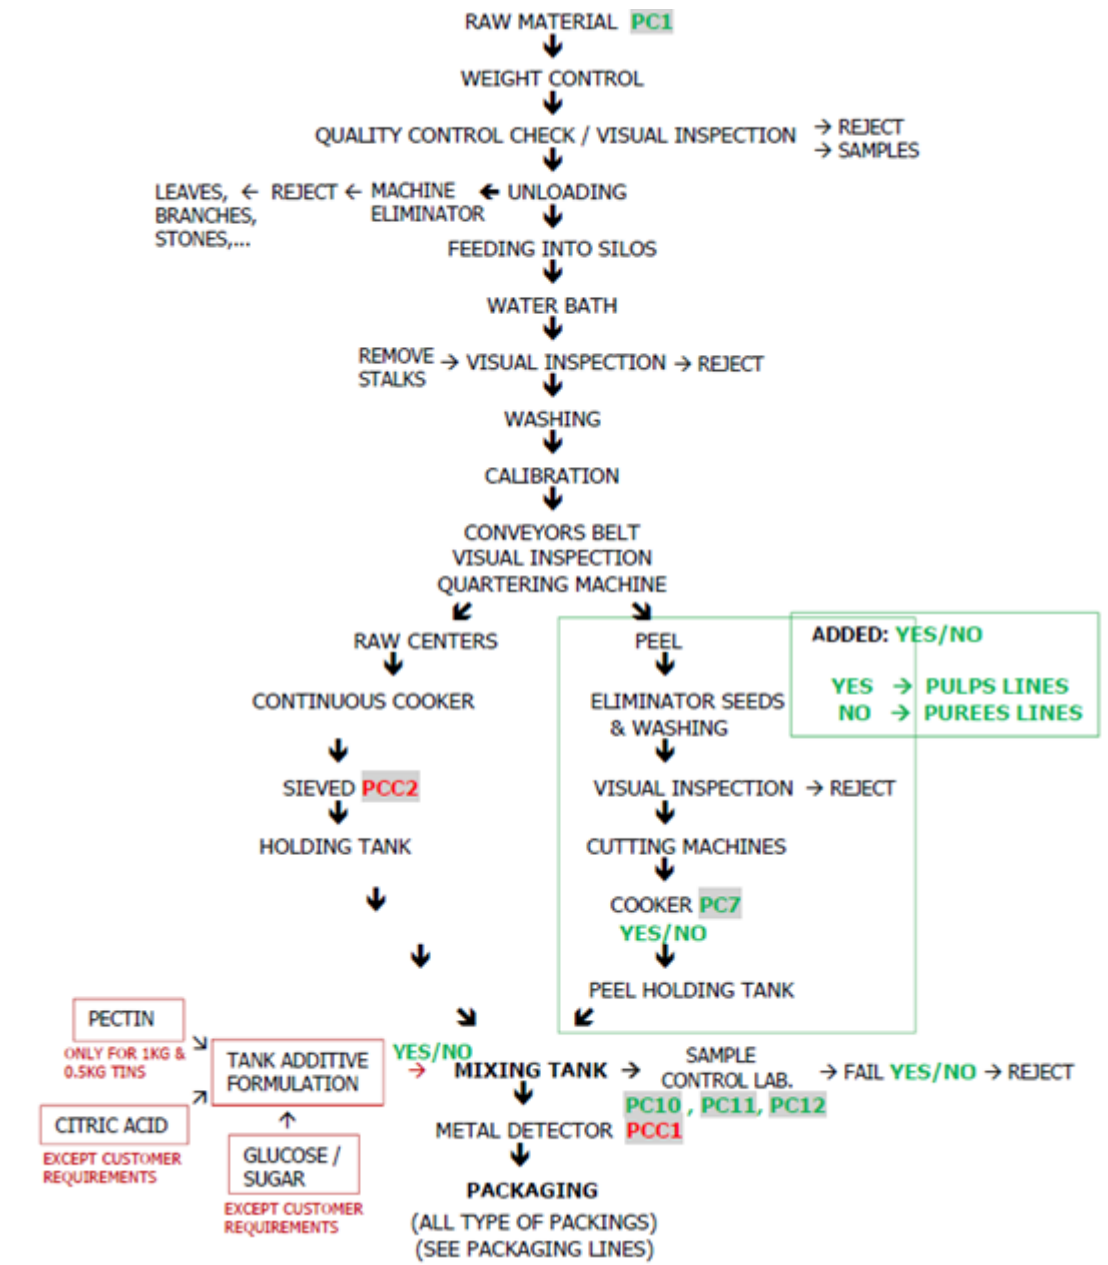 RAW MATERIAL PC1
WEIGHT CONTROL
QUALITY CONTROL CHECK / VISUAL INSPECTION → REJECT
→ SAMPLES
LEAVES, ← REJECT ← MACHINE ← UNLOADING
BRANCHES, ELIMINATOR
STONES,...
FEEDING INTO SILOS
WATER BATH
REMOVE → VISUAL INSPECTION → REJECT
STALKS
WASHING
CALIBRATION
CONVEYORS BELT
VISUAL INSPECTION
QUARTERING MACHINE
RAW CENTERS
CONTINUOUS COOKER
SIEVED PCC2
HOLDING TANK
PEEL
ELIMINATOR SEEDS
& WASHING
VISUAL INSPECTION → REJECT
CUTTING MACHINES
COOKER PC7
YES/NO
PEEL HOLDING TANK
ADDED: YES/NO
YES → PULPS LINES
NO → PUREES LINES
PECTIN
ONLY FOR 1KG &
0.5KG TINS
CITRIC ACID
EXCEPT CUSTOMER
REQUIREMENTS
TANK ADDITIVE
FORMULATION
GLUCOSE /
SUGAR
EXCEPT CUSTOMER
REQUIREMENTS
YES/NO
→ MIXING TANK → SAMPLE
CONTROL LAB. → FAIL YES/NO → REJECT
PC10 , PC11, PC12
METAL DETECTOR PCC1
PACKAGING
(ALL TYPE OF PACKINGS)
(SEE PACKAGING LINES)